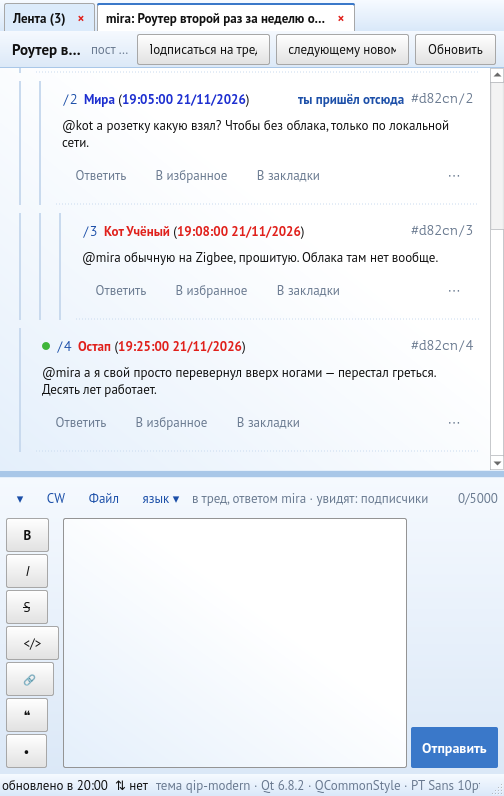 Лента (3) × mira: Роутер второй раз за неделю о... ×
Роутер в... пост ... Іодписаться на тред следующему новом Обновить
/2 Мира (19:05:00 21/11/2026) ты пришёл отсюда #d82cn/2
@kot а розетку какую взял? Чтобы без облака, только по локальной
сети.
Ответить В избранное В закладки ...
/3 Кот Учёный (19:08:00 21/11/2026) #d82cn/3
@mira обычную на Zigbee, прошитую. Облака там нет вообще.
Ответить В избранное В закладки ...
/4 Остап (19:25:00 21/11/2026) #d82cn/4
@mira а я свой просто перевернул вверх ногами — перестал греться.
Десять лет работает.
Ответить В избранное В закладки ...
▾ CW Файл язык ▾ в тред, ответом mira · увидят: подписчики 0/5000
B
I
S
</>
🔗
❝
•
Отправить
обновлено в 20:00 ⇅ нет тема qip-modern · Qt 6.8.2 · QCommonStyle · PT Sans 10pt